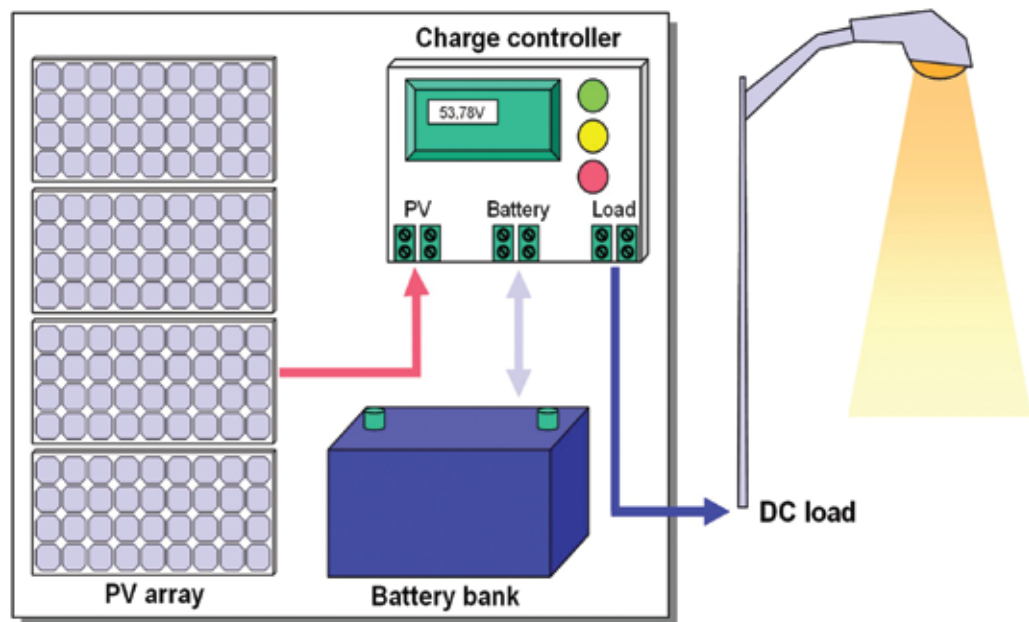 Charge controller
53,78V
PV Battery Load
DC load
PV array
Battery bank